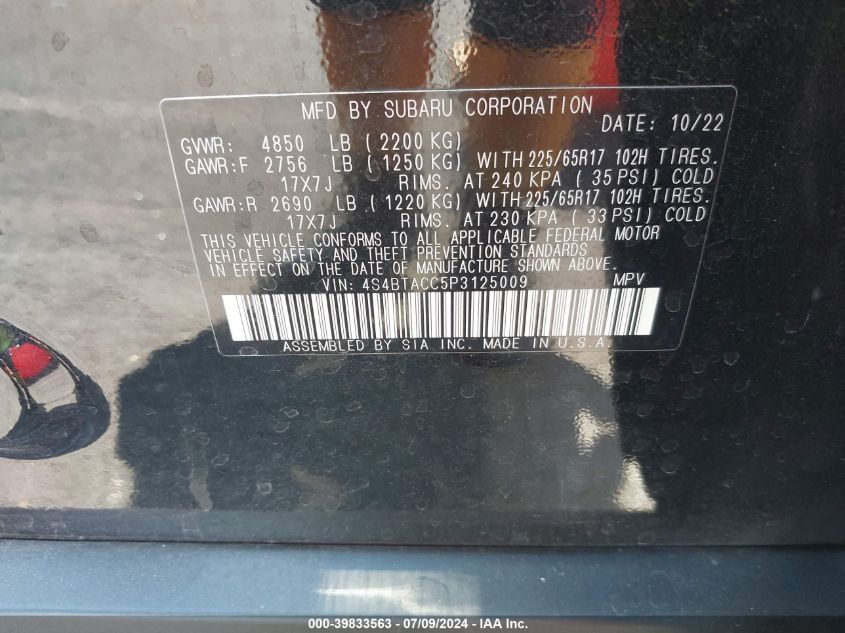 MFD BY SUBARU CORPORATION
DATE: 10/22
GVWR: 4850 LB (2200 KG)
GAWR:F 2756 LB (1250 KG) WITH 225/65R17 102H TIRES.
17X7J RIMS. AT 240 KPA (35 PSI) COLD
GAWR:R 2690 LB (1220 KG) WITH 225/65R17 102H TIRES.
17X7J RIMS. AT 230 KPA (33 PSI) COLD
THIS VEHICLE CONFORMS TO ALL APPLICABLE FEDERAL MOTOR
VEHICLE SAFETY AND THEFT PREVENTION STANDARDS
IN EFFECT ON THE DATE OF MANUFACTURE SHOWN ABOVE.
VIN: 4S4BTACC5P3125009 MPV
ASSEMBLED BY SIA INC. MADE IN U.S.A.
000-39833563 - 07/09/2024 - IAA Inc.